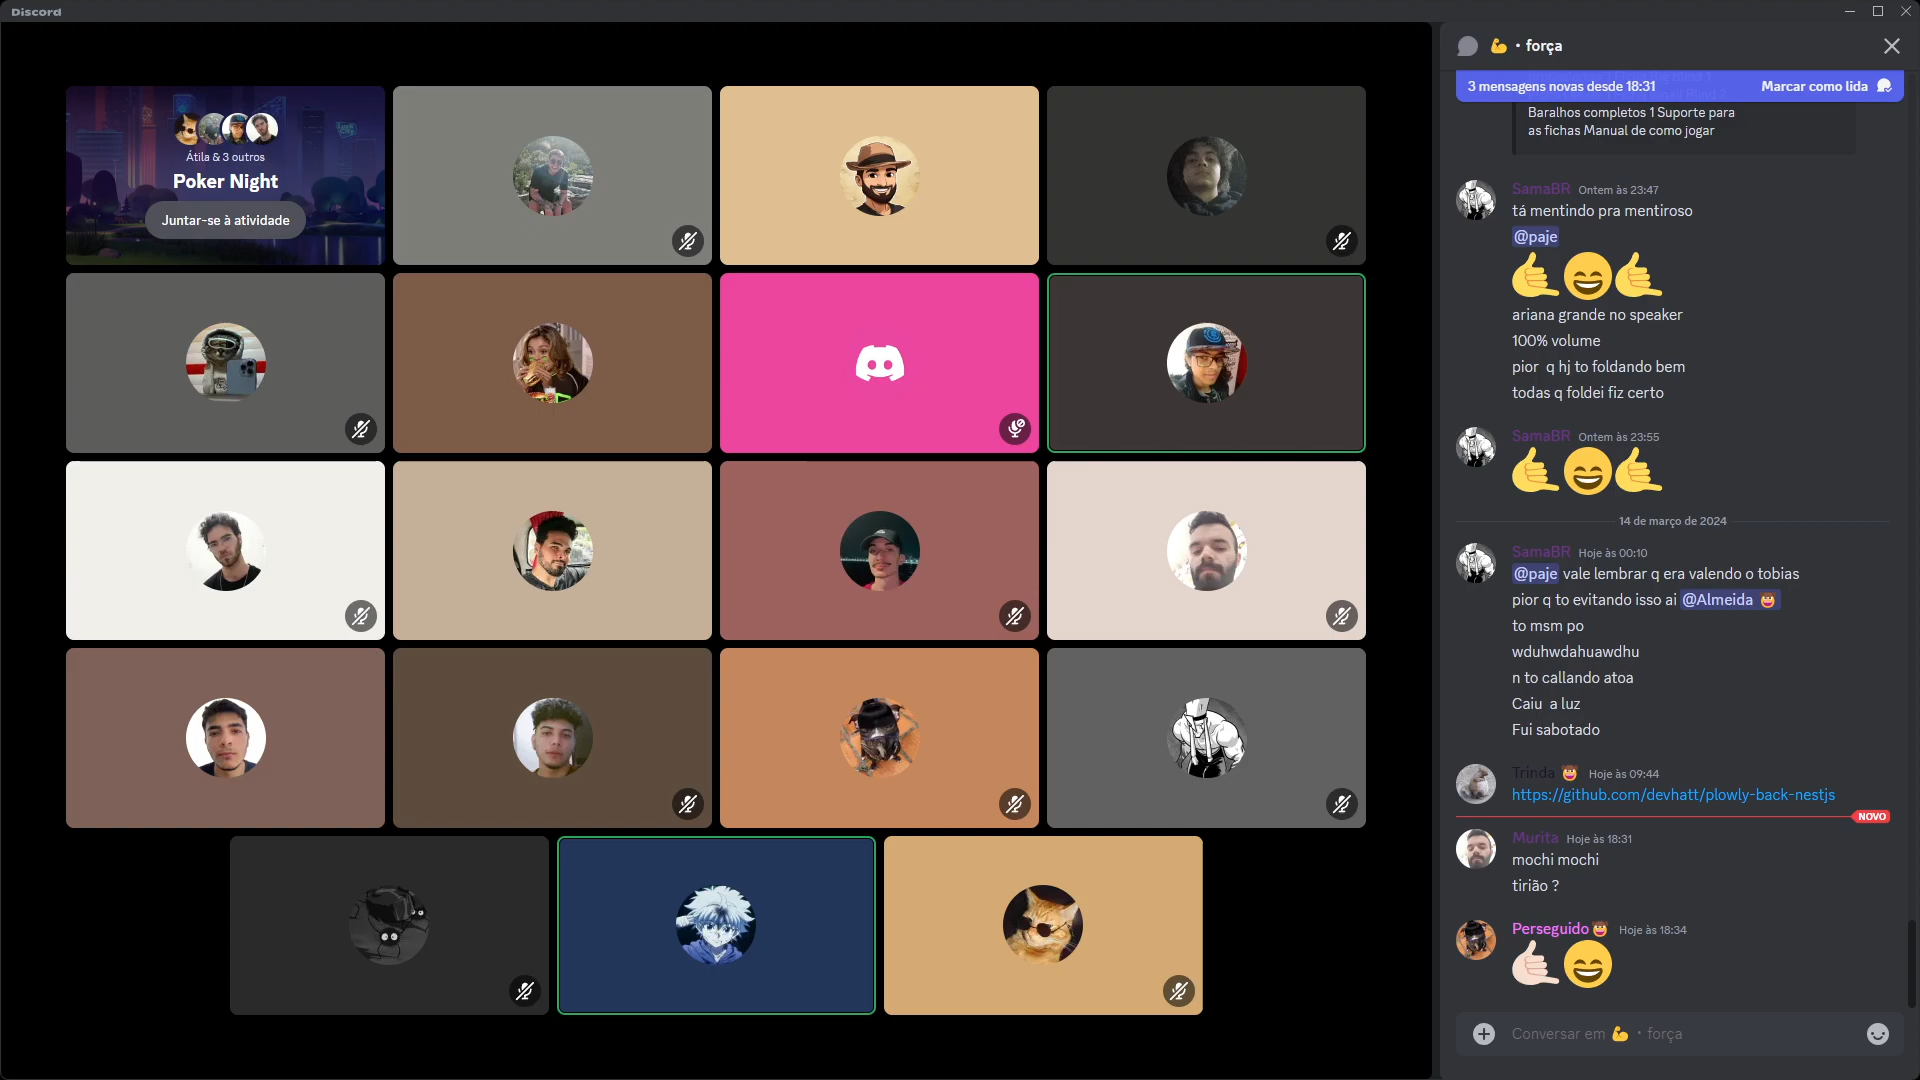 Discord
Átila & 3 outros
Poker Night
Juntar-se à atividade
• força
3 mensagens novas desde 18:31
Marcar como lida
Baralhos completos 1 Suporte para
as fichas Manual de como jogar
SamaBR Ontem às 23:47
tá mentindo pra mentiroso
@paje
🤙😄🤙
ariana grande no speaker
100% volume
pior q hj to foldando bem
todas q foldei fiz certo
SamaBR Ontem às 23:55
🤙😄🤙
14 de março de 2024
SamaBR Hoje às 00:10
@paje vale lembrar q era valendo o tobias
pior q to evitando isso ai @Almeida
to msm po
wduhwdahuawdhu
n to callando atoa
Caiu a luz
Fui sabotado
Trinda Hoje às 09:44
https://github.com/devhatt/plowly-back-nestjs
NOVO
Murita Hoje às 18:31
mochi mochi
tirião ?
Perseguido Hoje às 18:34
🤙🏻😄
Conversar em 💪 • força